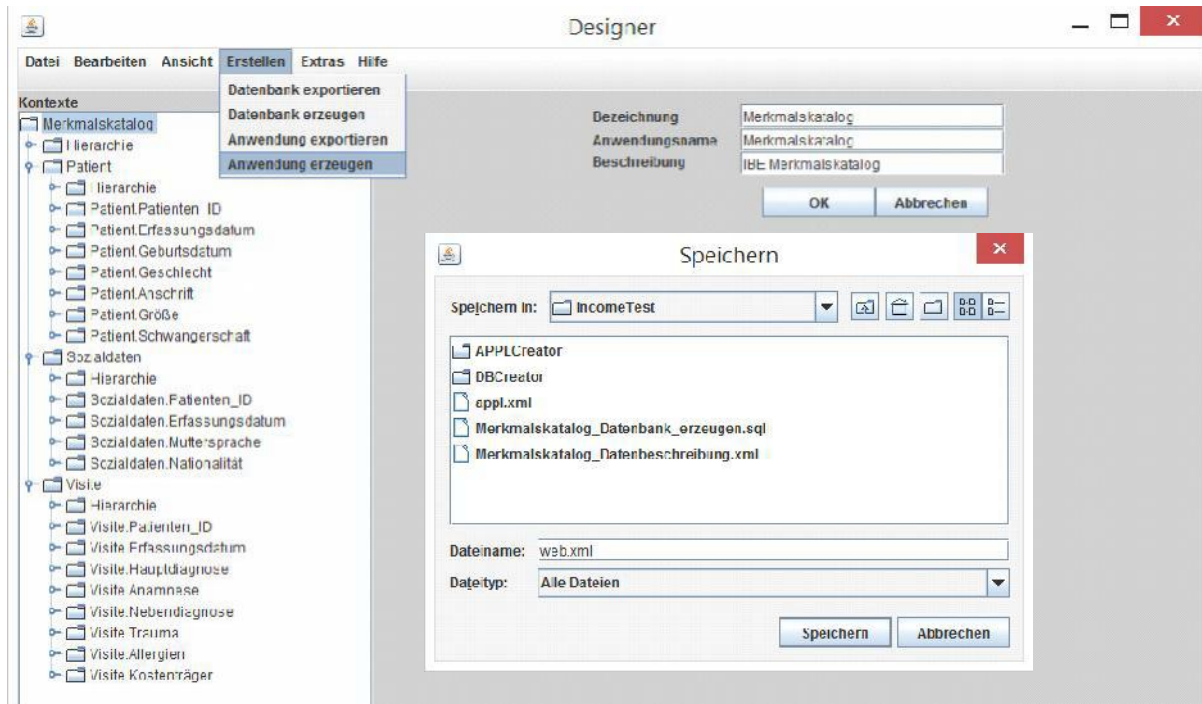 Designer
Datei Bearbeiten Ansicht Erstellen Extras Hilfe
Datenbank exportieren
Datenbank erzeugen
Anwendung exportieren
Anwendung erzeugen
Kontexte
Merkmalskatalog
Hierarchie
Patient
Hierarchie
Patient.Patienten_ID
Patient.Erfassungsdatum
Patient.Geburtsdatum
Patient.Geschlecht
Patient.Anschrift
Patient.Größe
Patient.Schwangerschaft
Sozialdaten
Hierarchie
Sozialdaten.Patienten_ID
Sozialdaten.Erfassungsdatum
Sozialdaten.Muttersprache
Sozialdaten.Nationalität
Visite
Hierarchie
Visite.Patienten_ID
Visite.Erfassungsdatum
Visite.Hauptdiagnose
Visite.Anamnese
Visite.Nebendiagnose
Visite.Trauma
Visite.Allergien
Visite.Kostenträger
Bezeichnung Merkmalskatalog
Anwendungsname Merkmalskatalog
Beschreibung IBE Merkmalskatalog
OK Abbrechen
Speichern
Speichern in: IncomeTest
APPLCreator
DBCreator
appl.xml
Merkmalskatalog_Datenbank_erzeugen.sql
Merkmalskatalog_Datenbeschreibung.xml
Dateiname: web.xml
Dateityp: Alle Dateien
Speichern Abbrechen